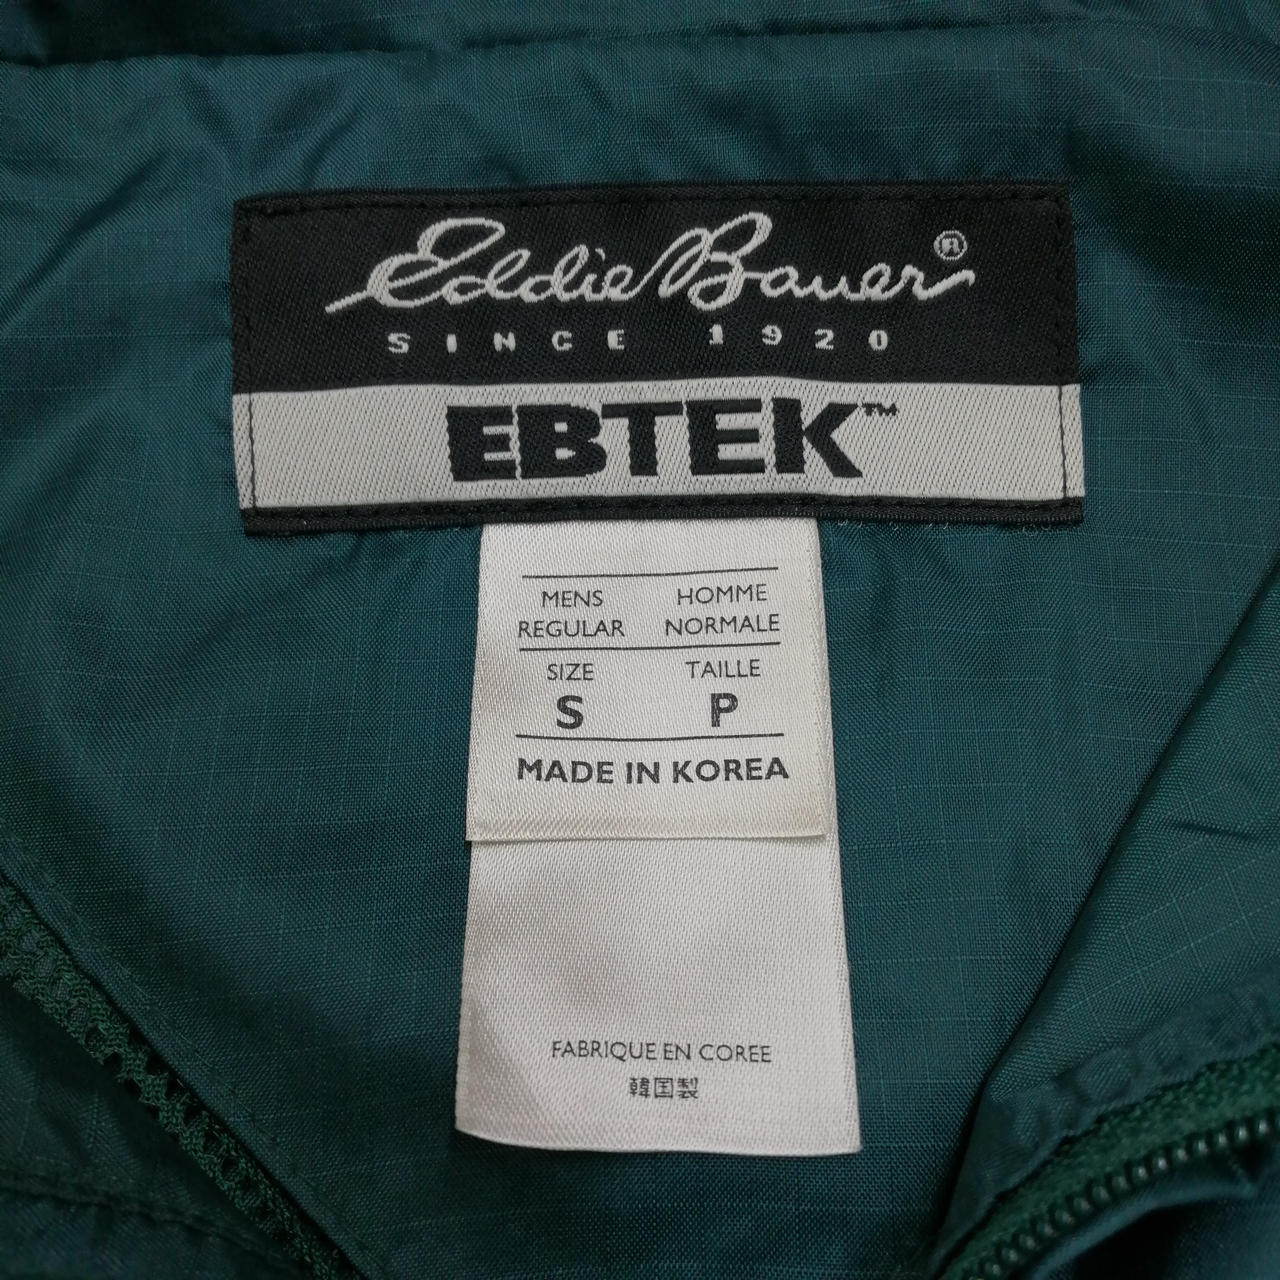 Eddie Bauer®
SINCE 1920
EBTEK™
MENS HOMME
REGULAR NORMALE
SIZE TAILLE
S P
MADE IN KOREA
FABRIQUE EN COREE
韓国製